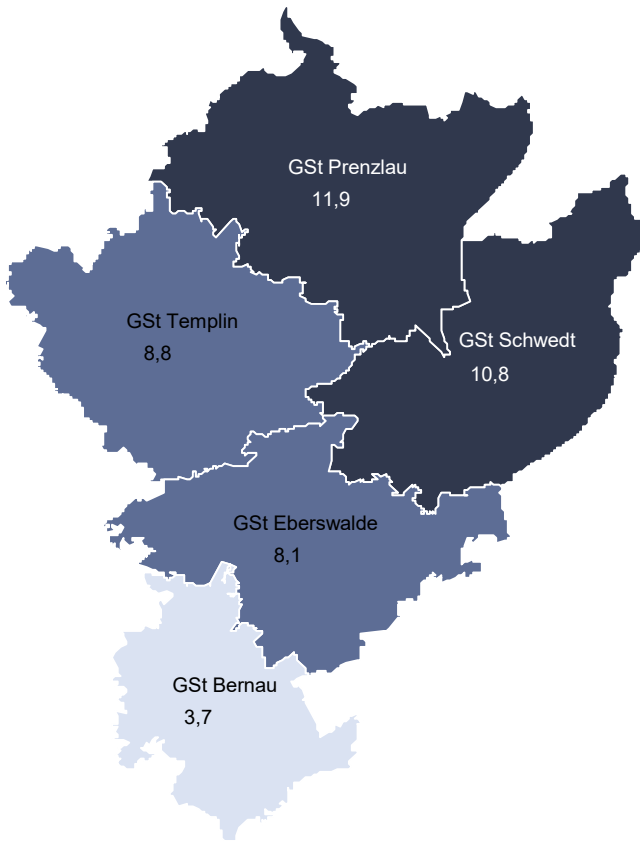 GSt Prenzlau
11,9
GSt Templin
8,8
GSt Schwedt
10,8
GSt Eberswalde
8,1
GSt Bernau
3,7